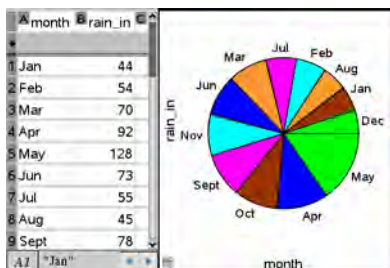 A month B rain_in C
1 Jan 44
2 Feb 54
3 Mar 70
4 Apr 92
5 May 128
6 Jun 73
7 Jul 55
8 Aug 45
9 Sept 78
A1 "Jan"
rain_in
Jul
Feb
Mar
Aug
Jun
Jan
Dec
Nov
May
Sept
Oct
Apr
month